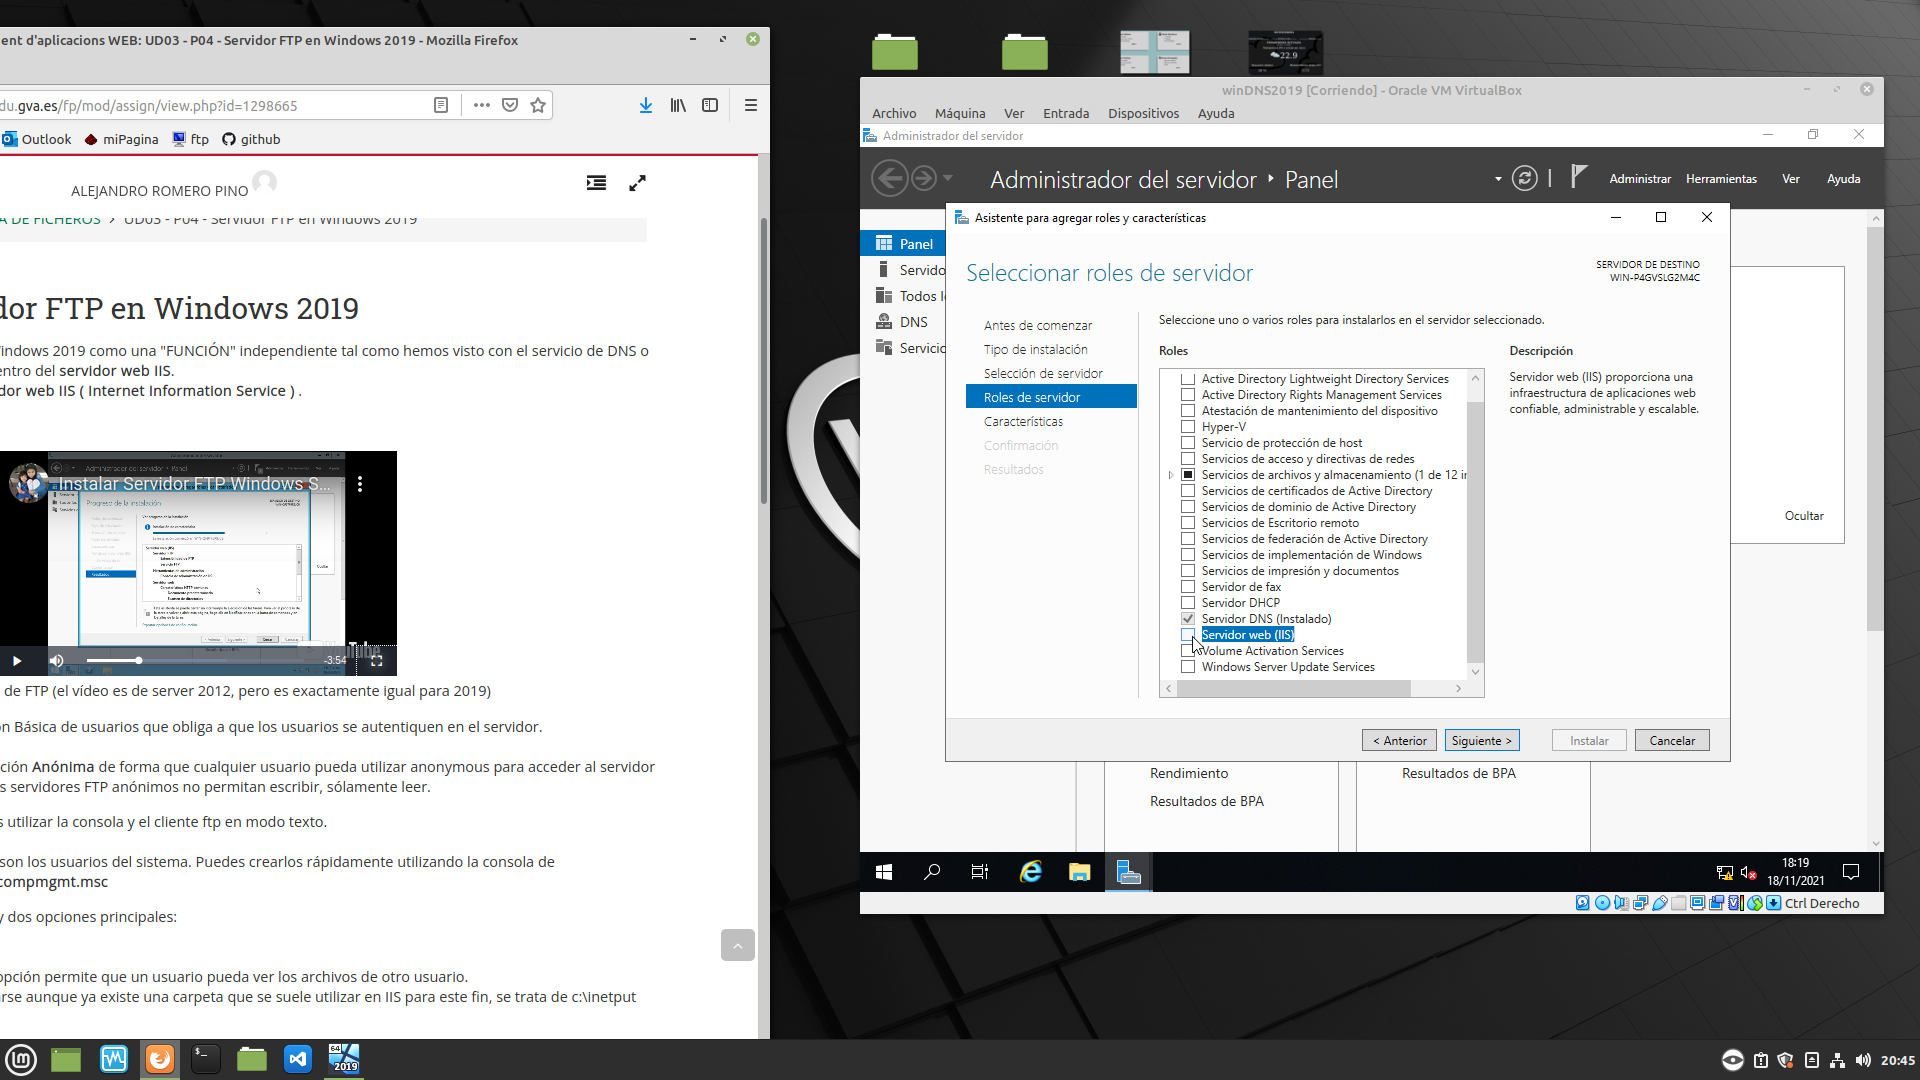 ent d'aplicacions WEB: UD03 - P04 - Servidor FTP en Windows 2019 - Mozilla Firefox
du.gva.es/fp/mod/assign/view.php?id=1298665
Outlook
miPagina
ftp
github
ALEJANDRO ROMERO PINO
A DE FICHEROS > UD03 - P04 - Servidor FTP en Windows 2019
dor FTP en Windows 2019
Windows 2019 como una "FUNCIÓN" independiente tal como hemos visto con el servicio de DNS o
entro del servidor web IIS.
dor web IIS ( Internet Information Service ) .
Instalar Servidor FTP Windows S...
-3:54
de FTP (el vídeo es de server 2012, pero es exactamente igual para 2019)
ón Básica de usuarios que obliga a que los usuarios se autentiquen en el servidor.
ción Anónima de forma que cualquier usuario pueda utilizar anonymous para acceder al servidor
s servidores FTP anónimos no permitan escribir, sólamente leer.
s utilizar la consola y el cliente ftp en modo texto.
son los usuarios del sistema. Puedes crearlos rápidamente utilizando la consola de
compmgmt.msc
y dos opciones principales:
opción permite que un usuario pueda ver los archivos de otro usuario.
arse aunque ya existe una carpeta que se suele utilizar en IIS para este fin, se trata de c:\inetput
winDNS2019 [Corriendo] - Oracle VM VirtualBox
Archivo Máquina Ver Entrada Dispositivos Ayuda
Administrador del servidor
Administrador del servidor ‣ Panel
Administrar Herramientas Ver Ayuda
Panel
Servido
Todos l
DNS
Servicio
Asistente para agregar roles y características
Seleccionar roles de servidor
SERVIDOR DE DESTINO
WIN-P4GVSLG2M4C
Antes de comenzar
Tipo de instalación
Selección de servidor
Roles de servidor
Características
Confirmación
Resultados
Seleccione uno o varios roles para instalarlos en el servidor seleccionado.
Roles
Active Directory Lightweight Directory Services
Active Directory Rights Management Services
Atestación de mantenimiento del dispositivo
Hyper-V
Servicio de protección de host
Servicios de acceso y directivas de redes
Servicios de archivos y almacenamiento (1 de 12 in
Servicios de certificados de Active Directory
Servicios de dominio de Active Directory
Servicios de Escritorio remoto
Servicios de federación de Active Directory
Servicios de implementación de Windows
Servicios de impresión y documentos
Servidor de fax
Servidor DHCP
Servidor DNS (Instalado)
Servidor web (IIS)
Volume Activation Services
Windows Server Update Services
Descripción
Servidor web (IIS) proporciona una
infraestructura de aplicaciones web
confiable, administrable y escalable.
Ocultar
< Anterior
Siguiente >
Instalar
Cancelar
Rendimiento
Resultados de BPA
Resultados de BPA
18:19
18/11/2021
Ctrl Derecho
64
2019
20:45
22.9